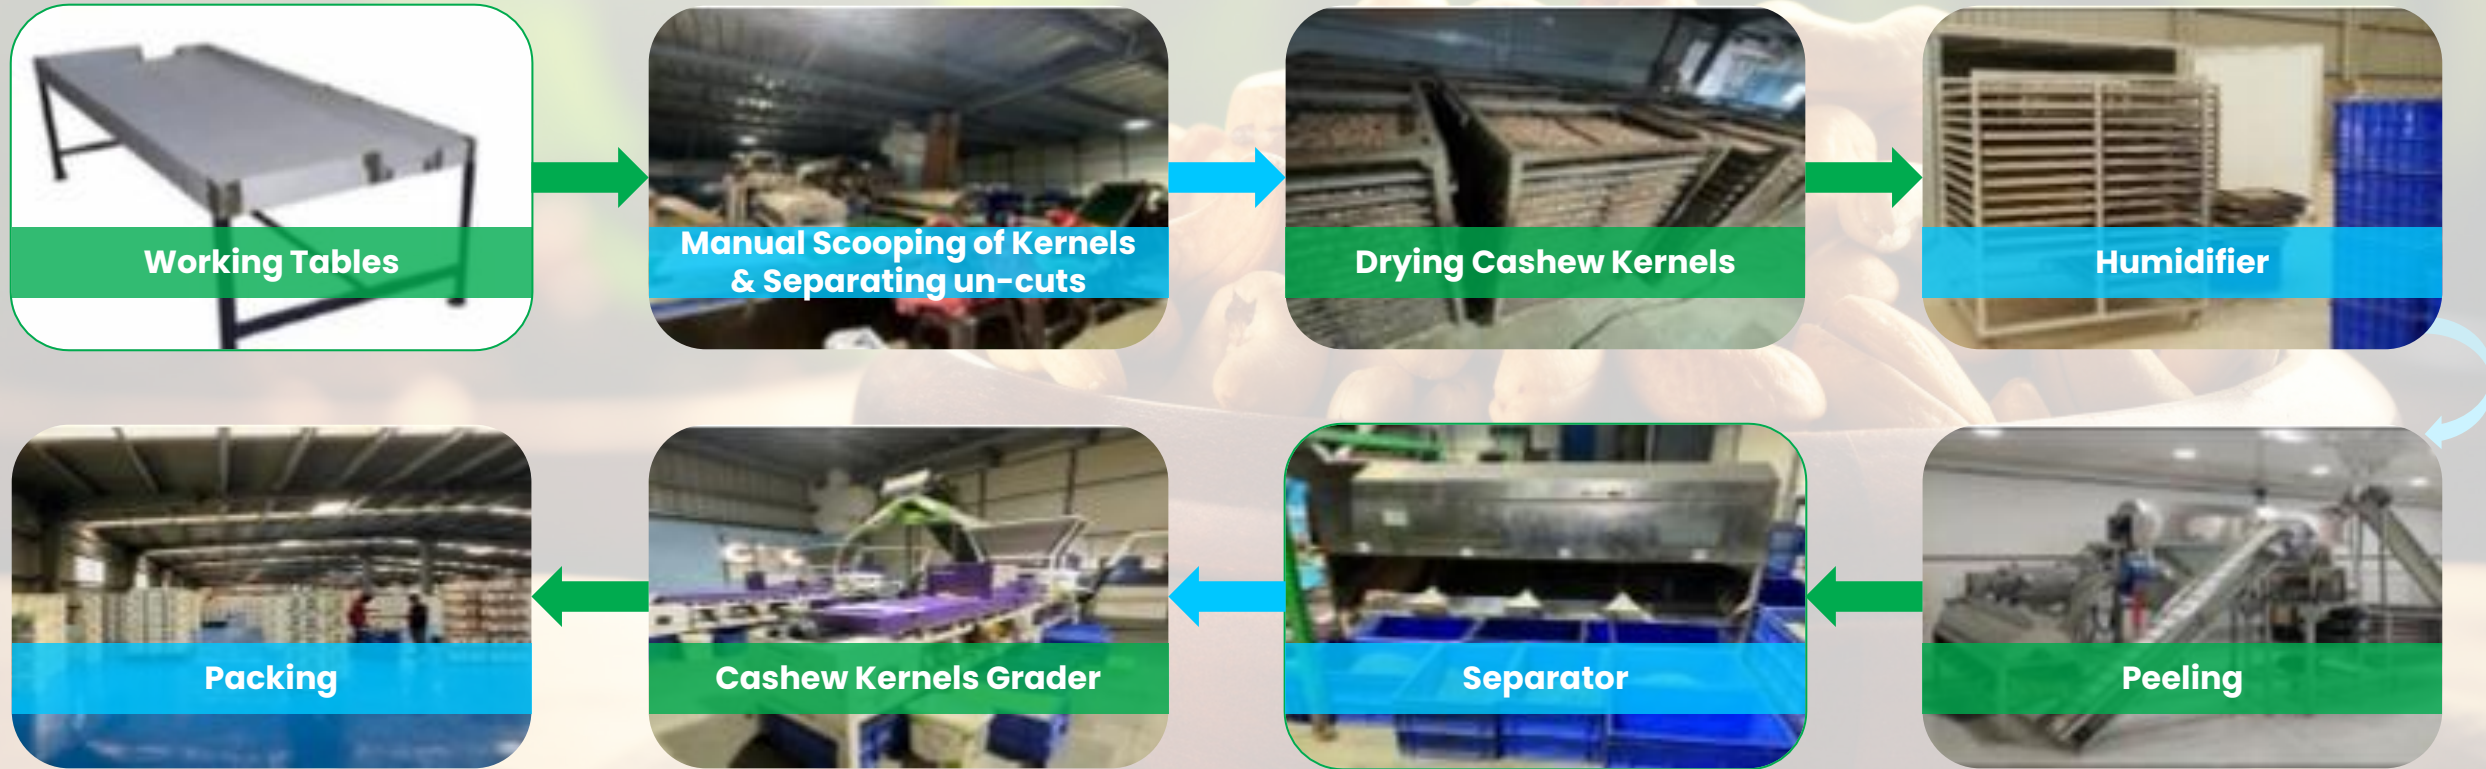 Working Tables
Manual Scooping of Kernels
& Separating un-cuts
Drying Cashew Kernels
Humidifier
Peeling
Separator
Cashew Kernels Grader
Packing